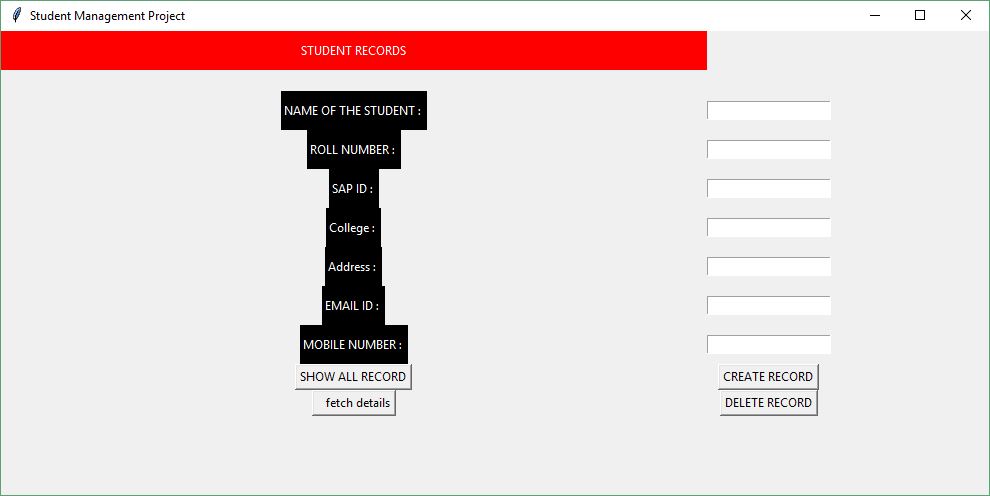 Student Management Project
STUDENT RECORDS
NAME OF THE STUDENT :
ROLL NUMBER :
SAP ID :
College :
Address :
EMAIL ID :
MOBILE NUMBER :
SHOW ALL RECORD CREATE RECORD
fetch details DELETE RECORD